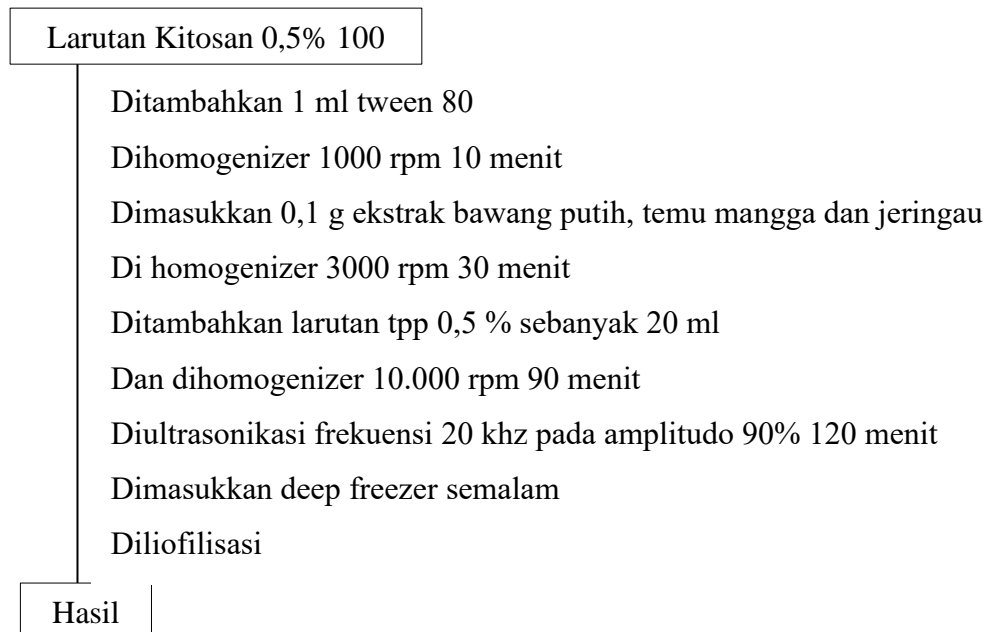 Larutan Kitosan 0,5% 100
Ditambahkan 1 ml tween 80
Dihomogenizer 1000 rpm 10 menit
Dimasukkan 0,1 g ekstrak bawang putih, temu mangga dan jeringau
Di homogenizer 3000 rpm 30 menit
Ditambahkan larutan tpp 0,5 % sebanyak 20 ml
Dan dihomogenizer 10.000 rpm 90 menit
Diultrasonikasi frekuensi 20 khz pada amplitudo 90% 120 menit
Dimasukkan deep freezer semalam
Diliofilisasi
Hasil